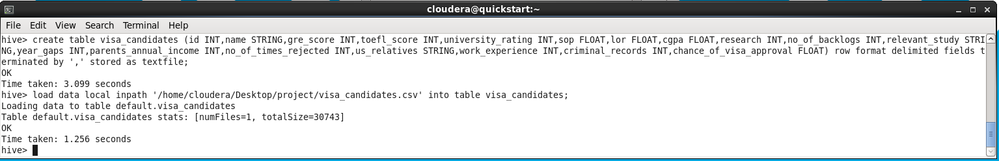 cloudera@quickstart:~
File Edit View Search Terminal Help
hive> create table visa_candidates (id INT,name STRING,gre_score INT,toefl_score INT,university_rating INT,sop FLOAT,lor FLOAT,cgpa FLOAT,research INT,no_of_backlogs INT,relevant_study STRI
NG,year_gaps INT,parents_annual_income INT,no_of_times_rejected INT,us_relatives STRING,work_experience INT,criminal_records INT,chance_of_visa_approval FLOAT) row format delimited fields t
erminated by ',' stored as textfile;
OK
Time taken: 3.099 seconds
hive> load data local inpath '/home/cloudera/Desktop/project/visa_candidates.csv' into table visa_candidates;
Loading data to table default.visa_candidates
Table default.visa_candidates stats: [numFiles=1, totalSize=30743]
OK
Time taken: 1.256 seconds
hive>